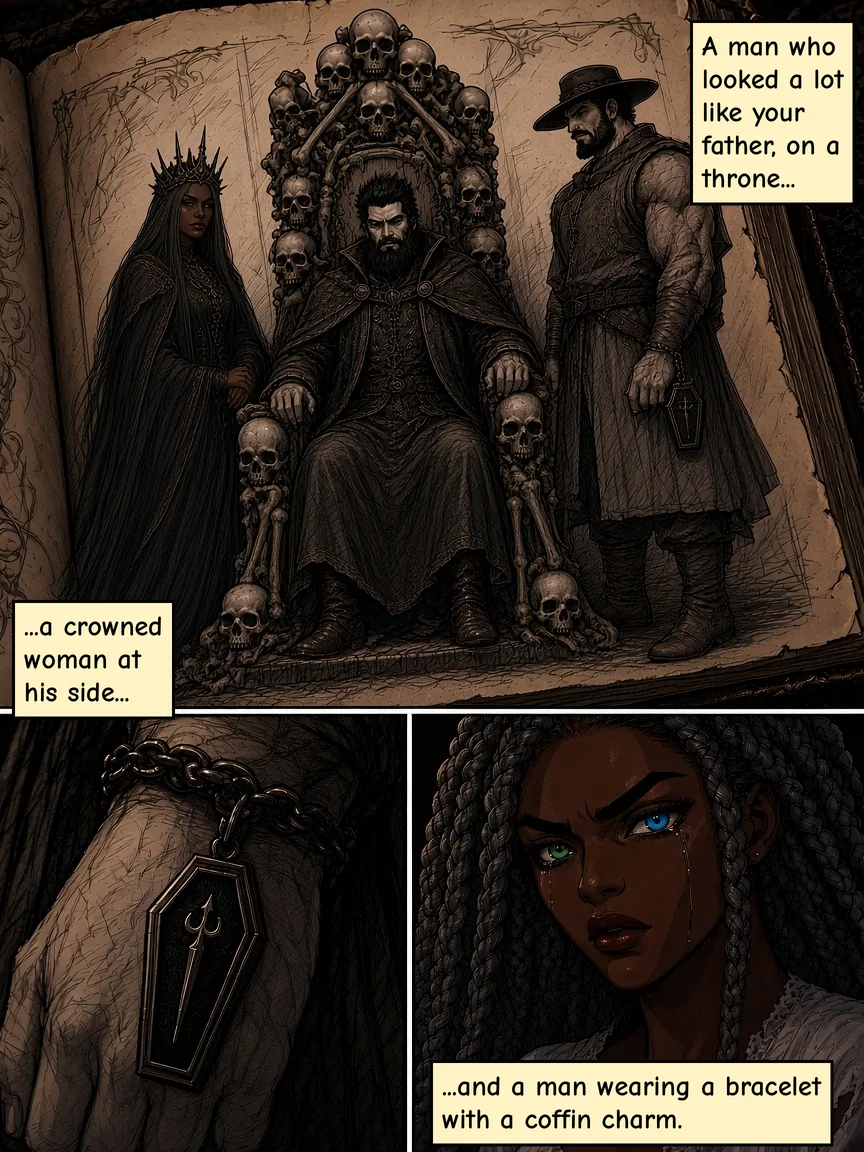 A man who
looked a lot
like your
father, on a
throne...
...a crowned
woman at
his side...
...and a man wearing a bracelet
with a coffin charm.